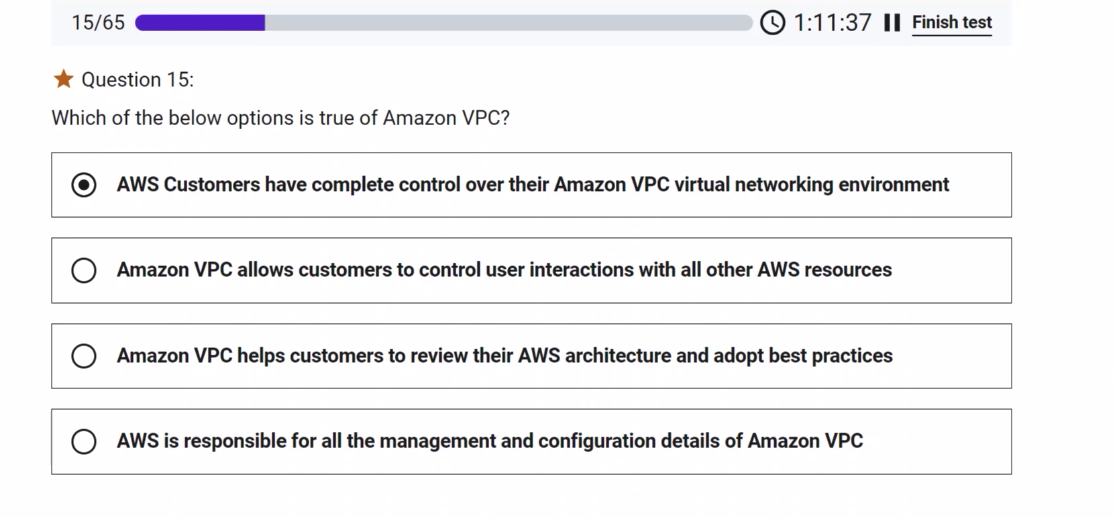 15/65 1:11:37 Finish test
Question 15:
Which of the below options is true of Amazon VPC?
AWS Customers have complete control over their Amazon VPC virtual networking environment
Amazon VPC allows customers to control user interactions with all other AWS resources
Amazon VPC helps customers to review their AWS architecture and adopt best practices
AWS is responsible for all the management and configuration details of Amazon VPC